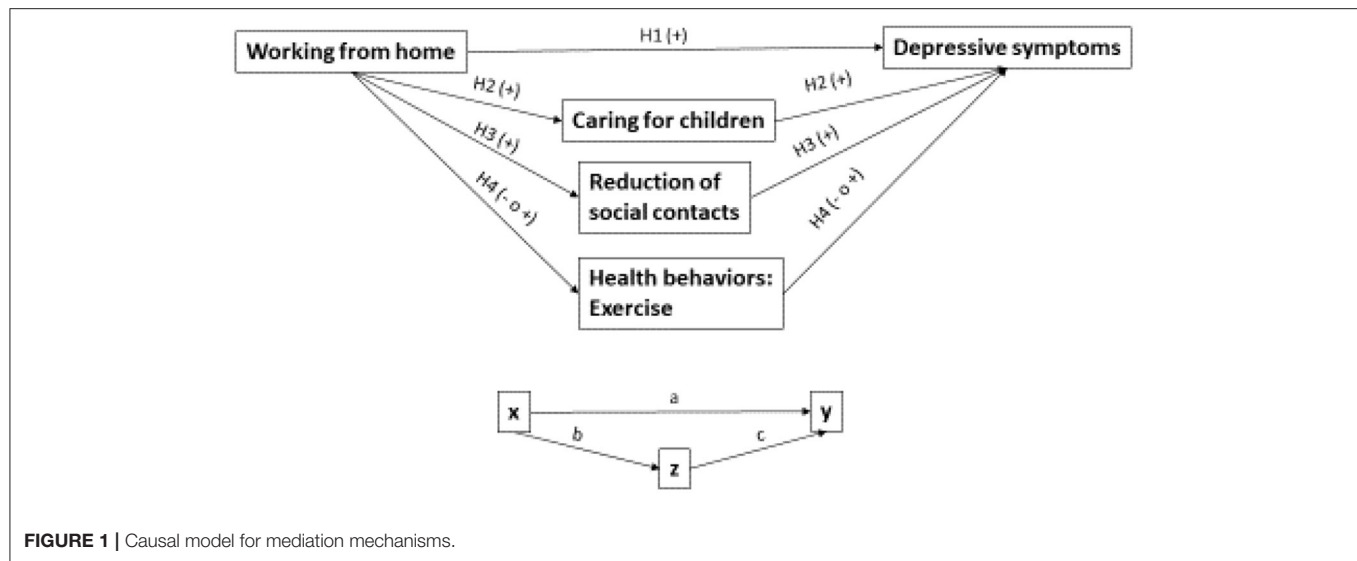 Working from home
H1 (+)
Depressive symptoms
H2 (+)
H2 (+)
Caring for children
H3 (+)
H3 (+)
Reduction of
social contacts
H4 (- o +)
H4 (- o +)
Health behaviors:
Exercise
x
a
y
b
c
z
FIGURE 1 | Causal model for mediation mechanisms.